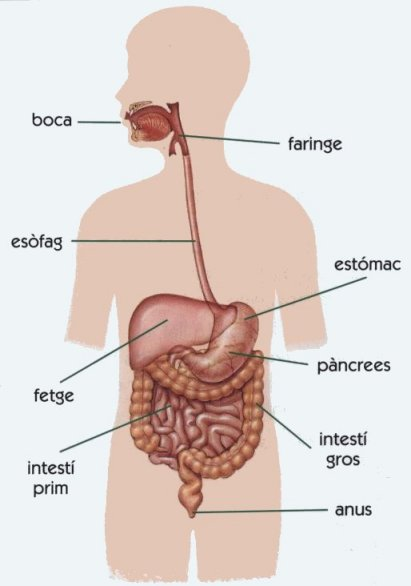 boca
faringe
esòfag
estómac
pàncrees
fetge
intestí
gros
intestí
prim
anus